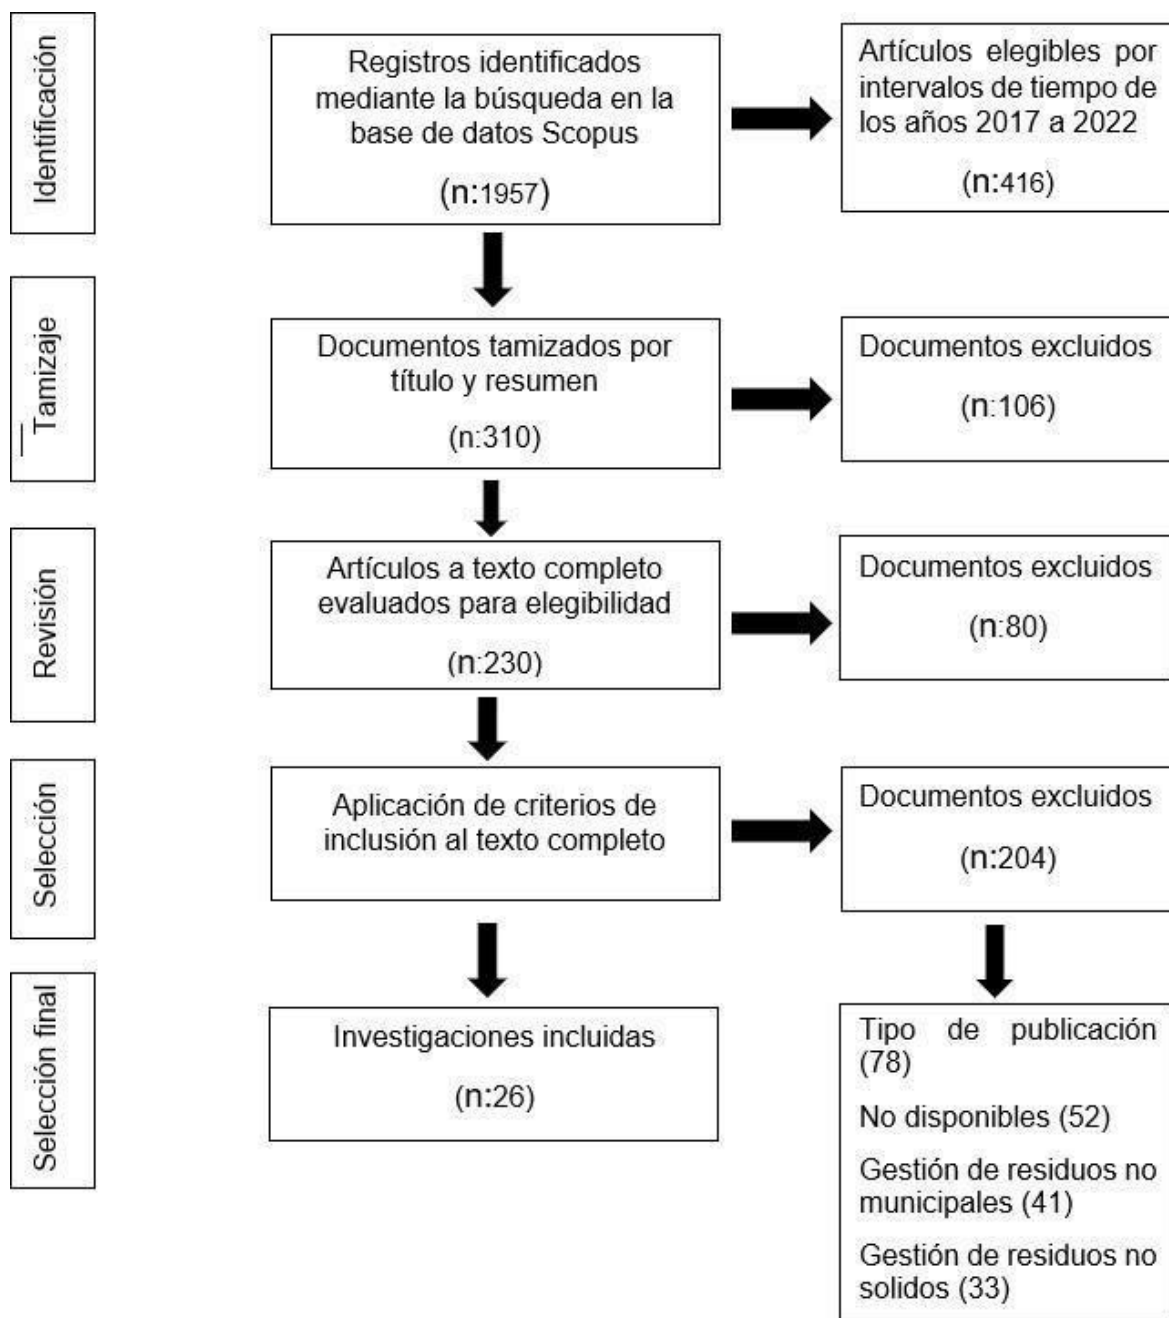 Identificación
Registros identificados
mediante la búsqueda en la
base de datos Scopus
(n:1957)
Artículos elegibles por
intervalos de tiempo de
los años 2017 a 2022
(n:416)
Tamizaje
Documentos tamizados por
título y resumen
(n:310)
Documentos excluidos
(n:106)
Revisión
Artículos a texto completo
evaluados para elegibilidad
(n:230)
Documentos excluidos
(n:80)
Selección
Aplicación de criterios de
inclusión al texto completo
Documentos excluidos
(n:204)
Selección final
Investigaciones incluidas
(n:26)
Tipo de publicación
(78)
No disponibles (52)
Gestión de residuos no
municipales (41)
Gestión de residuos no
solidos (33)